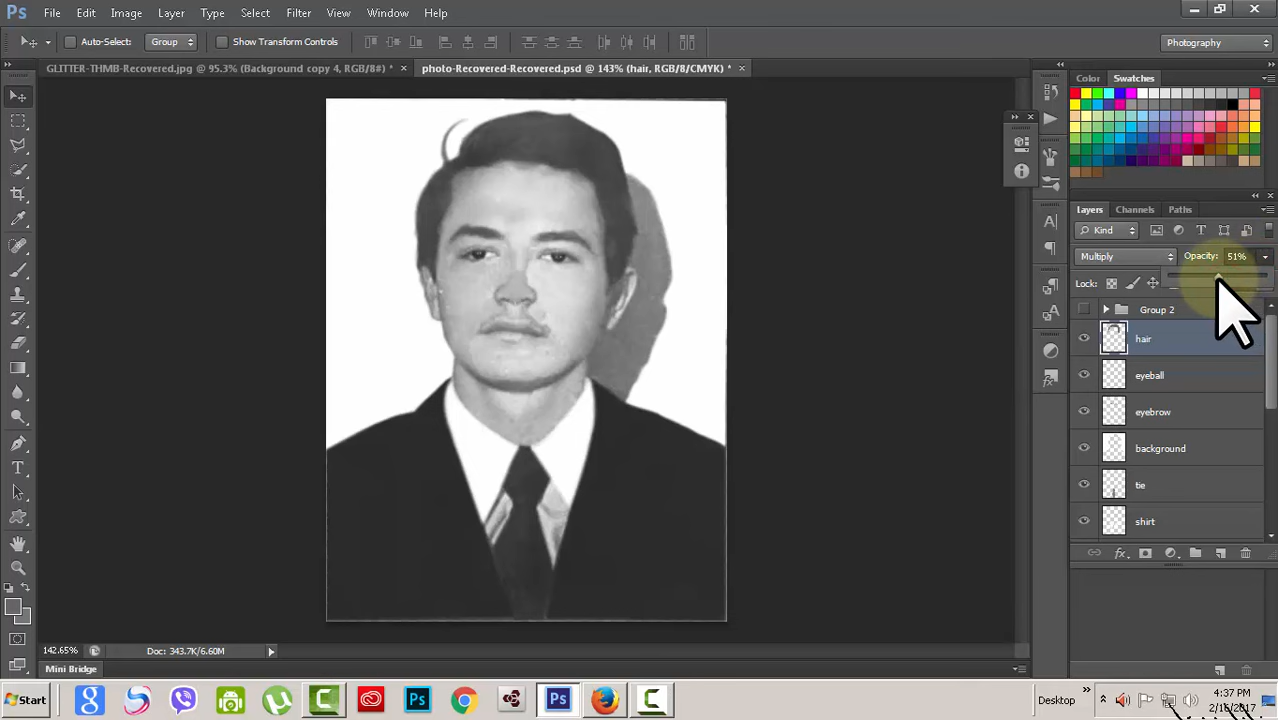 Ps File Edit Image Layer Type Select Filter View Window Help
Auto-Select: Group Show Transform Controls Photography
GLITTER-THMB-Recovered.jpg @ 95.3% (Background copy 4, RGB/8#) * × photo-Recovered-Recovered.psd @ 143% (hair, RGB/8/CMYK) * ×
Color Swatches
Layers Channels Paths
Kind
Multiply Opacity: 51%
Lock:
Group 2
hair
eyeball
eyebrow
background
tie
shirt
142.65% Doc: 343.7K/6.60M
Mini Bridge
Start Desktop 4:37 PM
2/16/2017